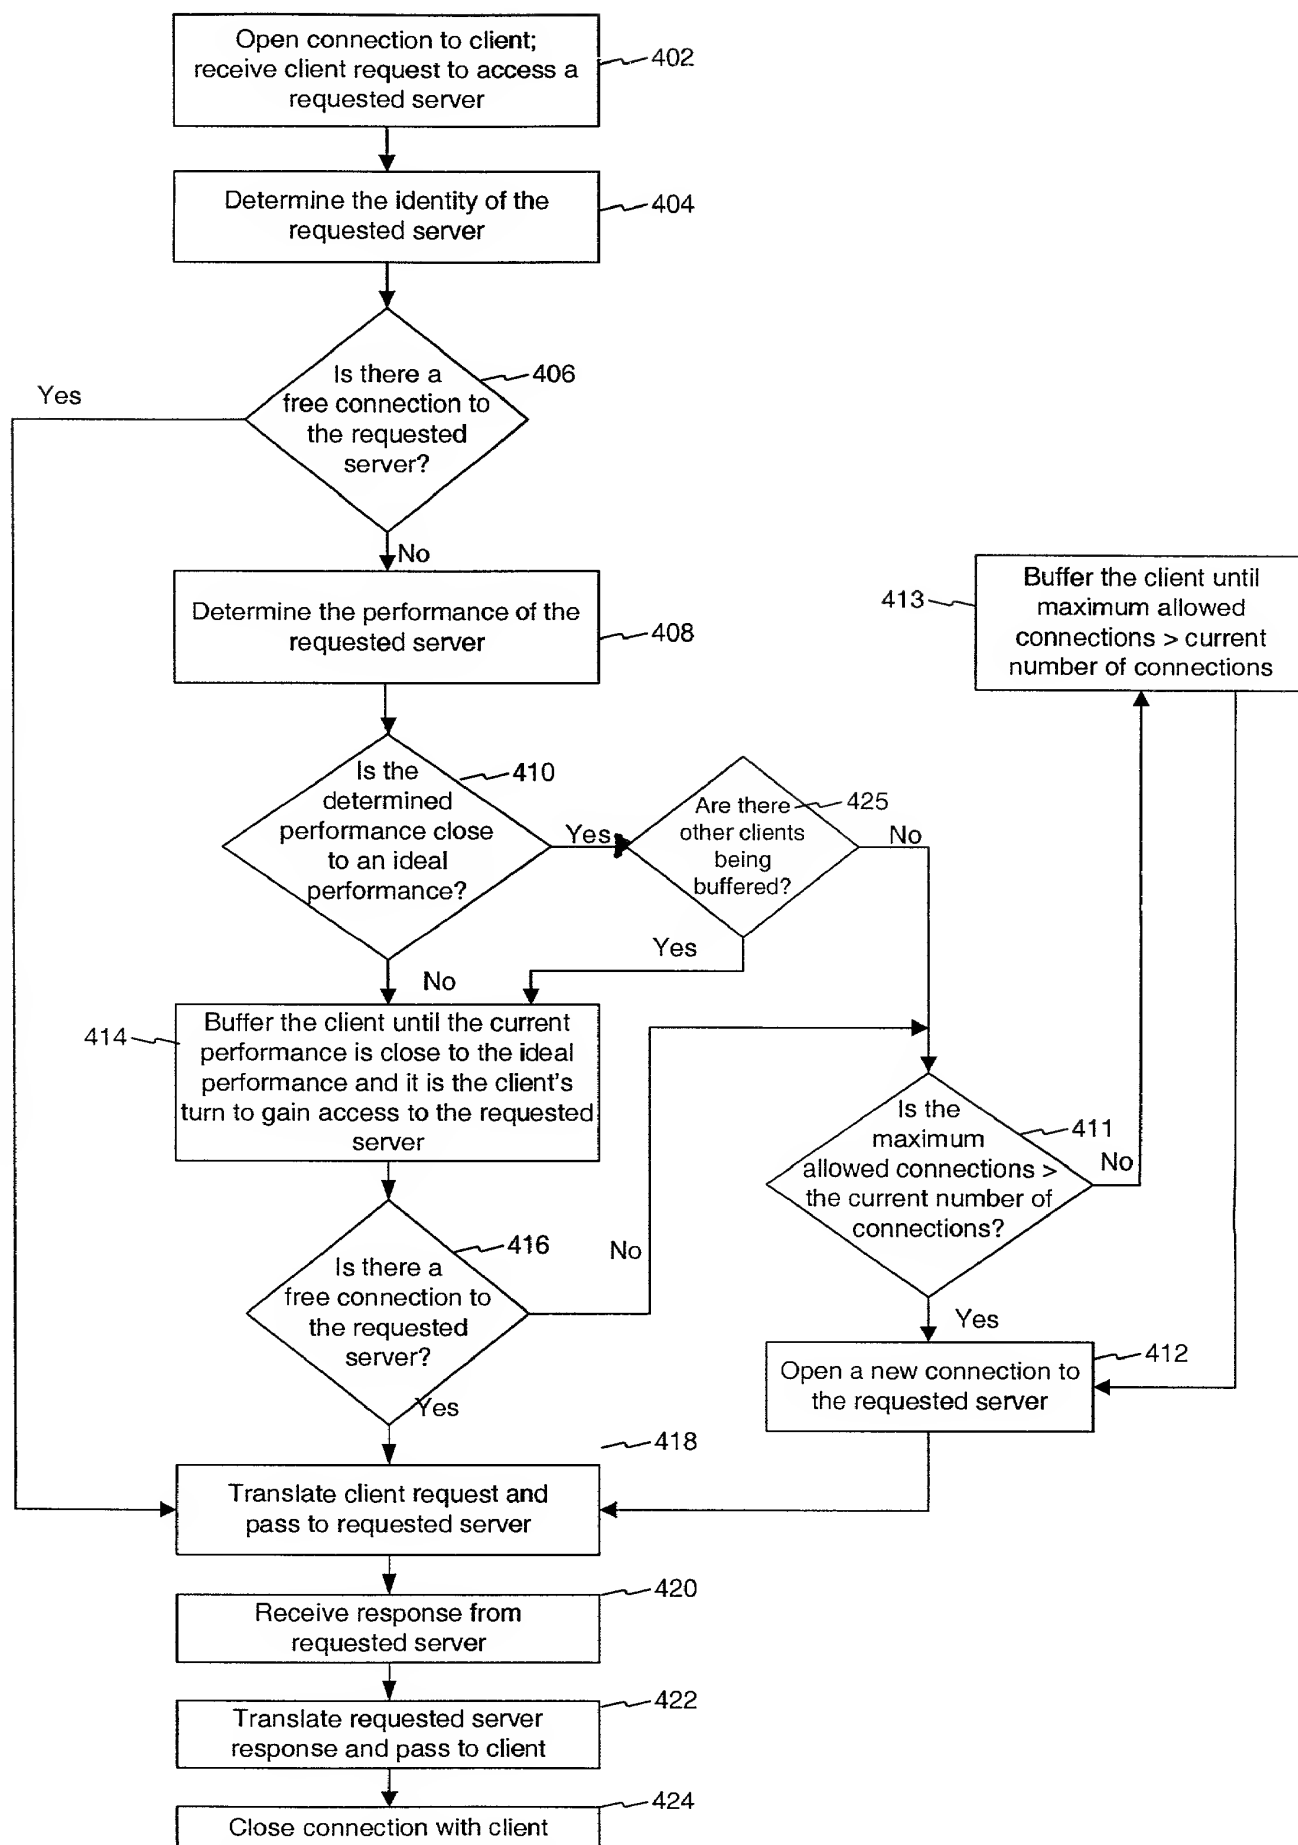 Open connection to client;
receive client request to access a
requested server
402
Determine the identity of the
requested server
404
Is there a
free connection to
the requested
server?
406
Yes
No
Determine the performance of the
requested server
408
Buffer the client until
maximum allowed
connections > current
number of connections
413
Is the
determined
performance close
to an ideal
performance?
410
Yes
Are there
other clients
being
buffered?
425
No
Yes
No
Buffer the client until the current
performance is close to the ideal
performance and it is the client's
turn to gain access to the requested
server
414
Is the
maximum
allowed connections >
the current number of
connections?
411
No
Is there a
free connection to
the requested
server?
416
No
Yes
Yes
Open a new connection to
the requested server
412
Translate client request and
pass to requested server
418
Receive response from
requested server
420
Translate requested server
response and pass to client
422
Close connection with client
424